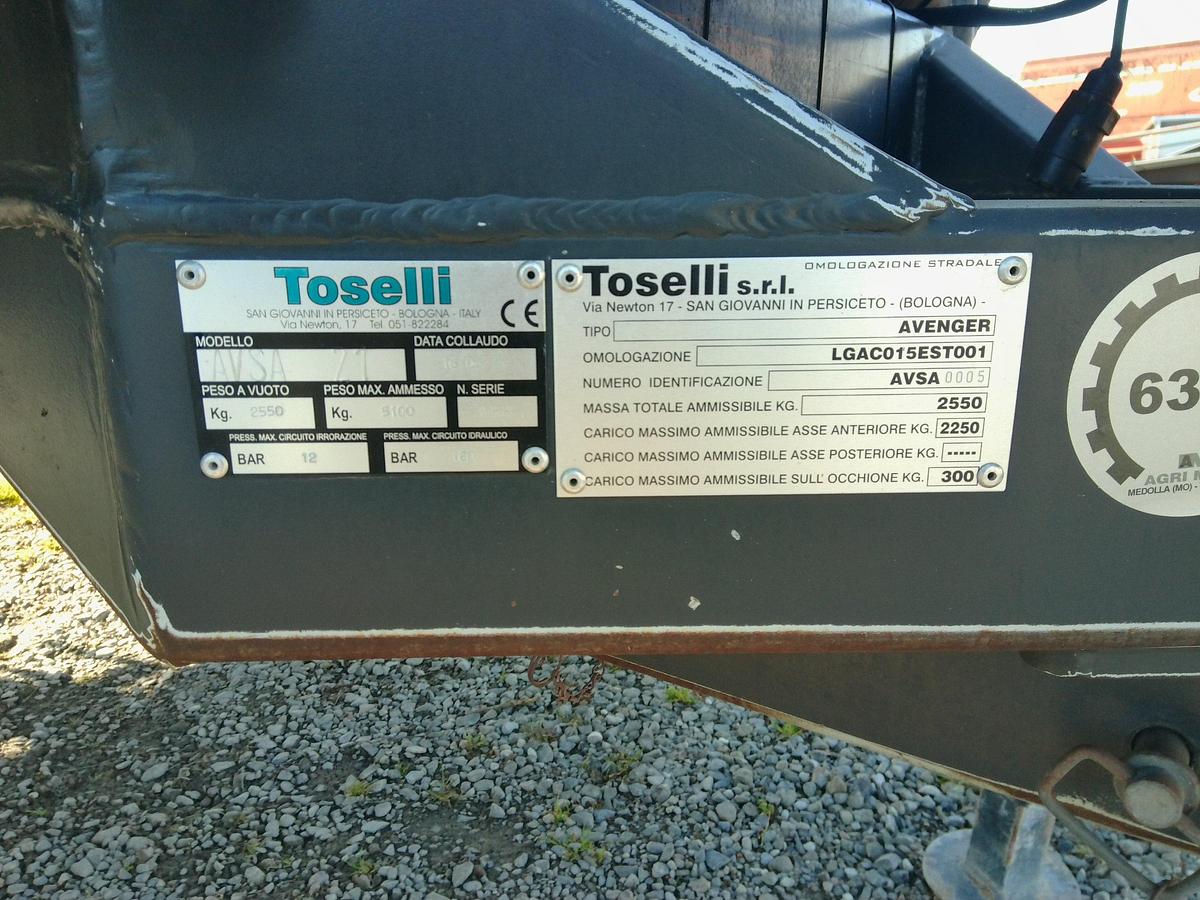 Toselli
SAN GIOVANNI IN PERSICETO - BOLOGNA - ITALY
Via Newton, 17 Tel. 051-822284
CE
MODELLO DATA COLLAUDO
AVSA
PESO A VUOTO PESO MAX. AMMESSO N. SERIE
Kg. 2550 Kg. 5100
PRESS. MAX. CIRCUITO IRRORAZIONE PRESS. MAX. CIRCUITO IDRAULICO
BAR 12 BAR
Toselli s.r.l. OMOLOGAZIONE STRADALE
Via Newton 17 - SAN GIOVANNI IN PERSICETO - (BOLOGNA) -
TIPO AVENGER
OMOLOGAZIONE LGAC015EST001
NUMERO IDENTIFICAZIONE AVSA 0005
MASSA TOTALE AMMISSIBILE KG. 2550
CARICO MASSIMO AMMISSIBILE ASSE ANTERIORE KG. 2250
CARICO MASSIMO AMMISSIBILE ASSE POSTERIORE KG. -----
CARICO MASSIMO AMMISSIBILE SULL' OCCHIONE KG. 300
63
AGRI
MEDOLLA (MO) -